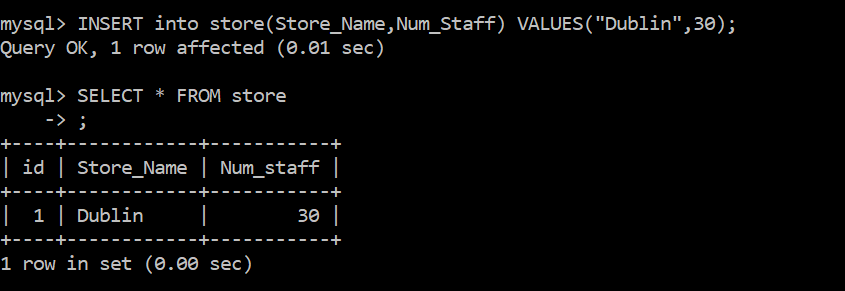 mysql> INSERT into store(Store_Name,Num_Staff) VALUES("Dublin",30);
Query OK, 1 row affected (0.01 sec)
mysql> SELECT * FROM store
    -> ;
+----+------------+-----------+
| id | Store_Name | Num_staff |
+----+------------+-----------+
|  1 | Dublin     |        30 |
+----+------------+-----------+
1 row in set (0.00 sec)